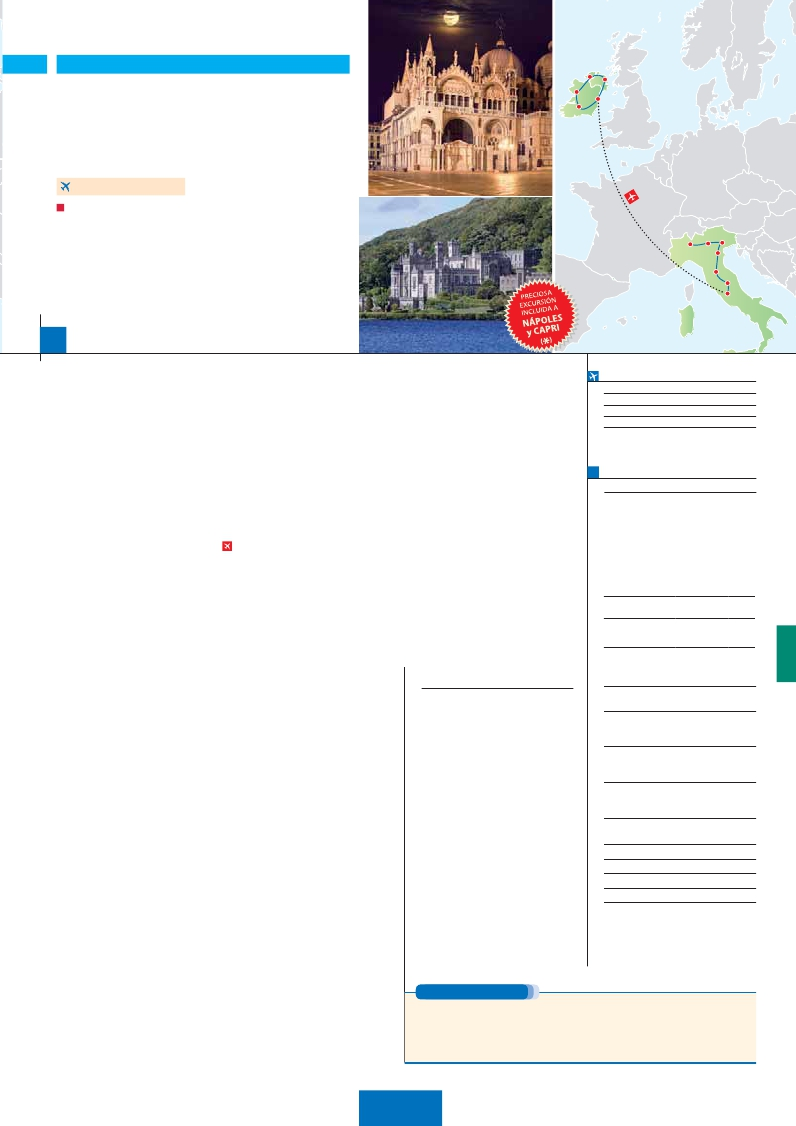 PRECIOSA
EXCURSIÓN
INCLUIDA A
NÁPOLES
y CAPRI
(*)